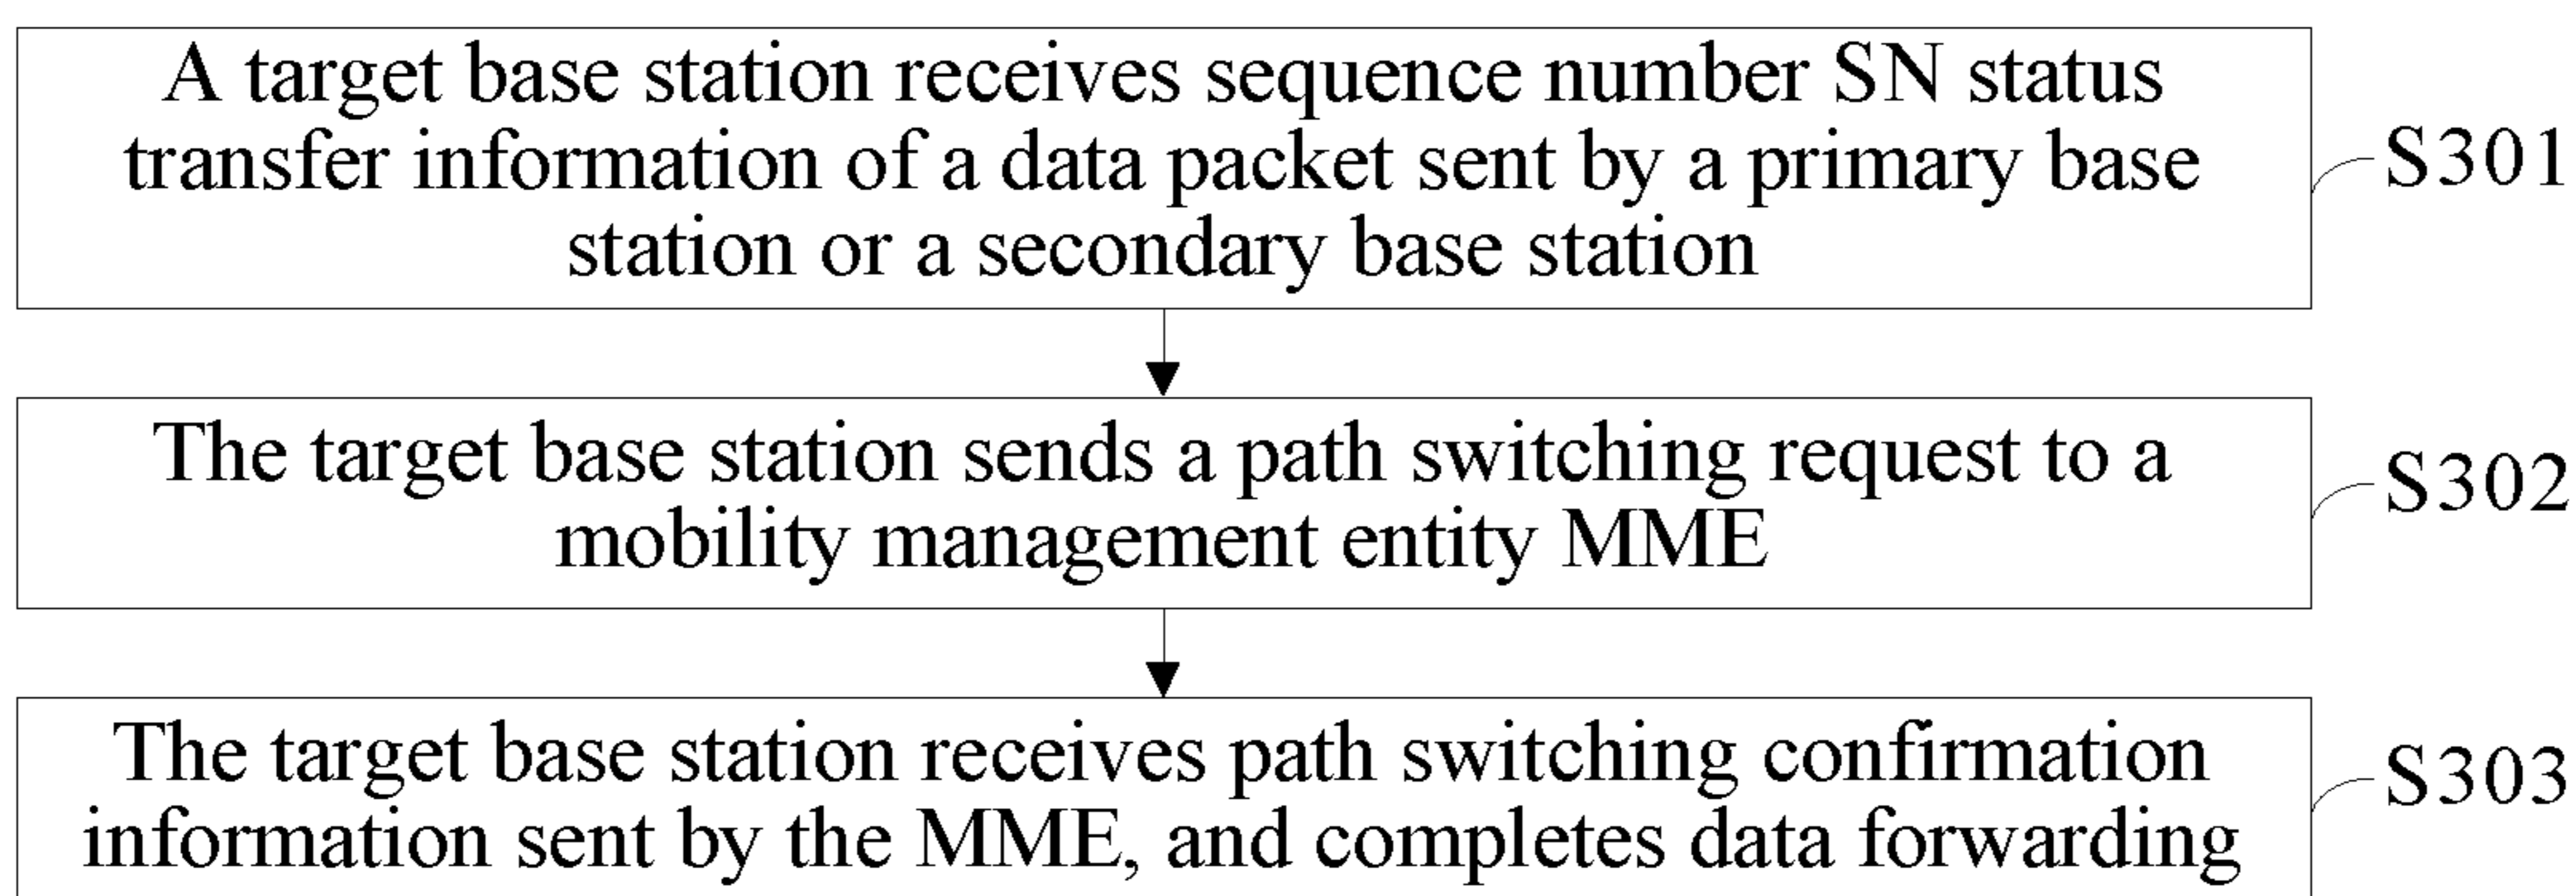 A target base station receives sequence number SN status
transfer information of a data packet sent by a primary base
station or a secondary base station
S301
The target base station sends a path switching request to a
mobility management entity MME
S302
The target base station receives path switching confirmation
information sent by the MME, and completes data forwarding
S303